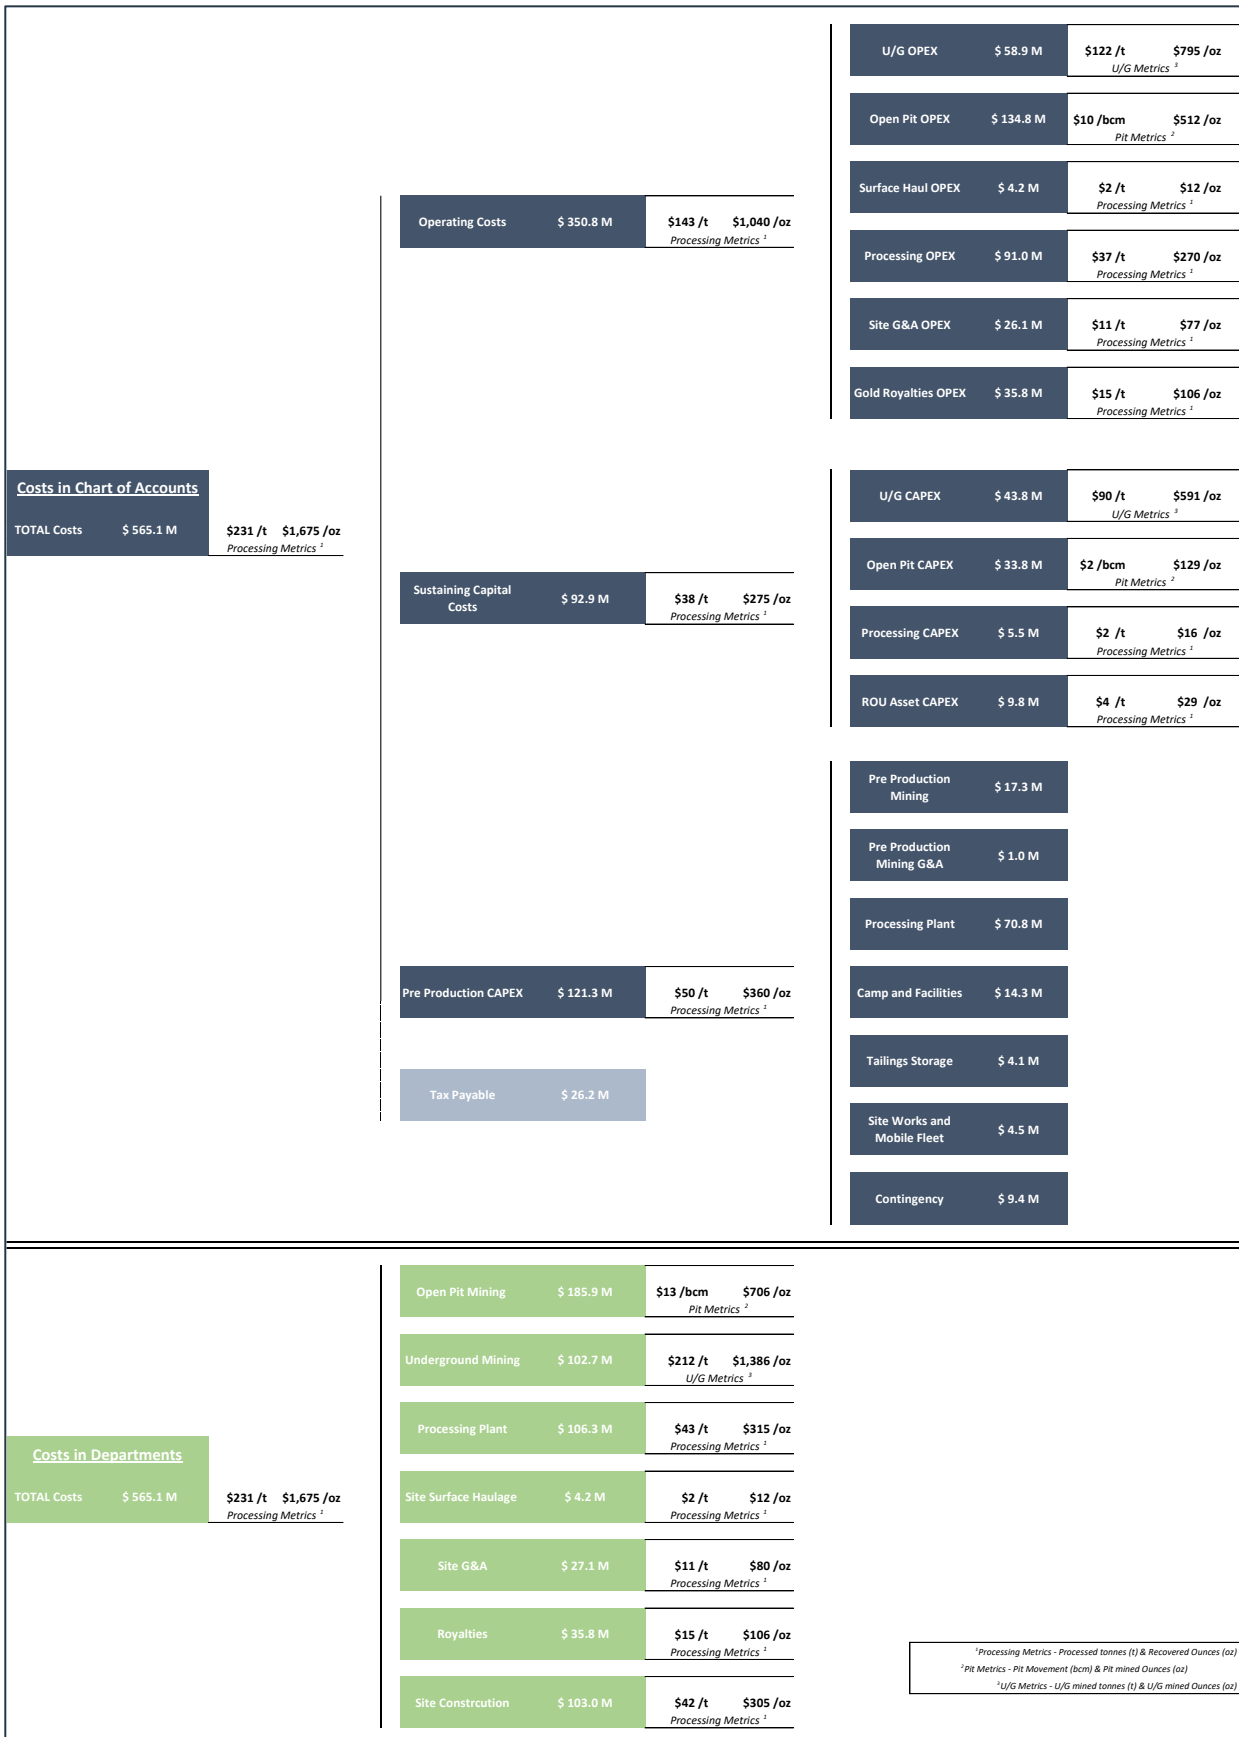 U/G OPEX $ 58.9 M $122 /t $795 /oz
U/G Metrics ³
Open Pit OPEX $ 134.8 M $10 /bcm $512 /oz
Pit Metrics ²
Surface Haul OPEX $ 4.2 M $2 /t $12 /oz
Processing Metrics ¹
Operating Costs $ 350.8 M $143 /t $1,040 /oz
Processing Metrics ¹
Processing OPEX $ 91.0 M $37 /t $270 /oz
Processing Metrics ¹
Site G&A OPEX $ 26.1 M $11 /t $77 /oz
Processing Metrics ¹
Gold Royalties OPEX $ 35.8 M $15 /t $106 /oz
Processing Metrics ¹
Costs in Chart of Accounts
TOTAL Costs $ 565.1 M $231 /t $1,675 /oz
Processing Metrics ¹
U/G CAPEX $ 43.8 M $90 /t $591 /oz
U/G Metrics ³
Open Pit CAPEX $ 33.8 M $2 /bcm $129 /oz
Pit Metrics ²
Sustaining Capital
Costs $ 92.9 M $38 /t $275 /oz
Processing Metrics ¹
Processing CAPEX $ 5.5 M $2 /t $16 /oz
Processing Metrics ¹
ROU Asset CAPEX $ 9.8 M $4 /t $29 /oz
Processing Metrics ¹
Pre Production
Mining $ 17.3 M
Pre Production
Mining G&A $ 1.0 M
Processing Plant $ 70.8 M
Pre Production CAPEX $ 121.3 M $50 /t $360 /oz
Processing Metrics ¹
Camp and Facilities $ 14.3 M
Tailings Storage $ 4.1 M
Tax Payable $ 26.2 M
Site Works and
Mobile Fleet $ 4.5 M
Contingency $ 9.4 M
Open Pit Mining $ 185.9 M $13 /bcm $706 /oz
Pit Metrics ²
Underground Mining $ 102.7 M $212 /t $1,386 /oz
U/G Metrics ³
Processing Plant $ 106.3 M $43 /t $315 /oz
Processing Metrics ¹
Costs in Departments
TOTAL Costs $ 565.1 M $231 /t $1,675 /oz
Processing Metrics ¹
Site Surface Haulage $ 4.2 M $2 /t $12 /oz
Processing Metrics ¹
Site G&A $ 27.1 M $11 /t $80 /oz
Processing Metrics ¹
Royalties $ 35.8 M $15 /t $106 /oz
Processing Metrics ¹
Site Constrcution $ 103.0 M $42 /t $305 /oz
Processing Metrics ¹
¹Processing Metrics - Processed tonnes (t) & Recovered Ounces (oz)
²Pit Metrics - Pit Movement (bcm) & Pit mined Ounces (oz)
³U/G Metrics - U/G mined tonnes (t) & U/G mined Ounces (oz)